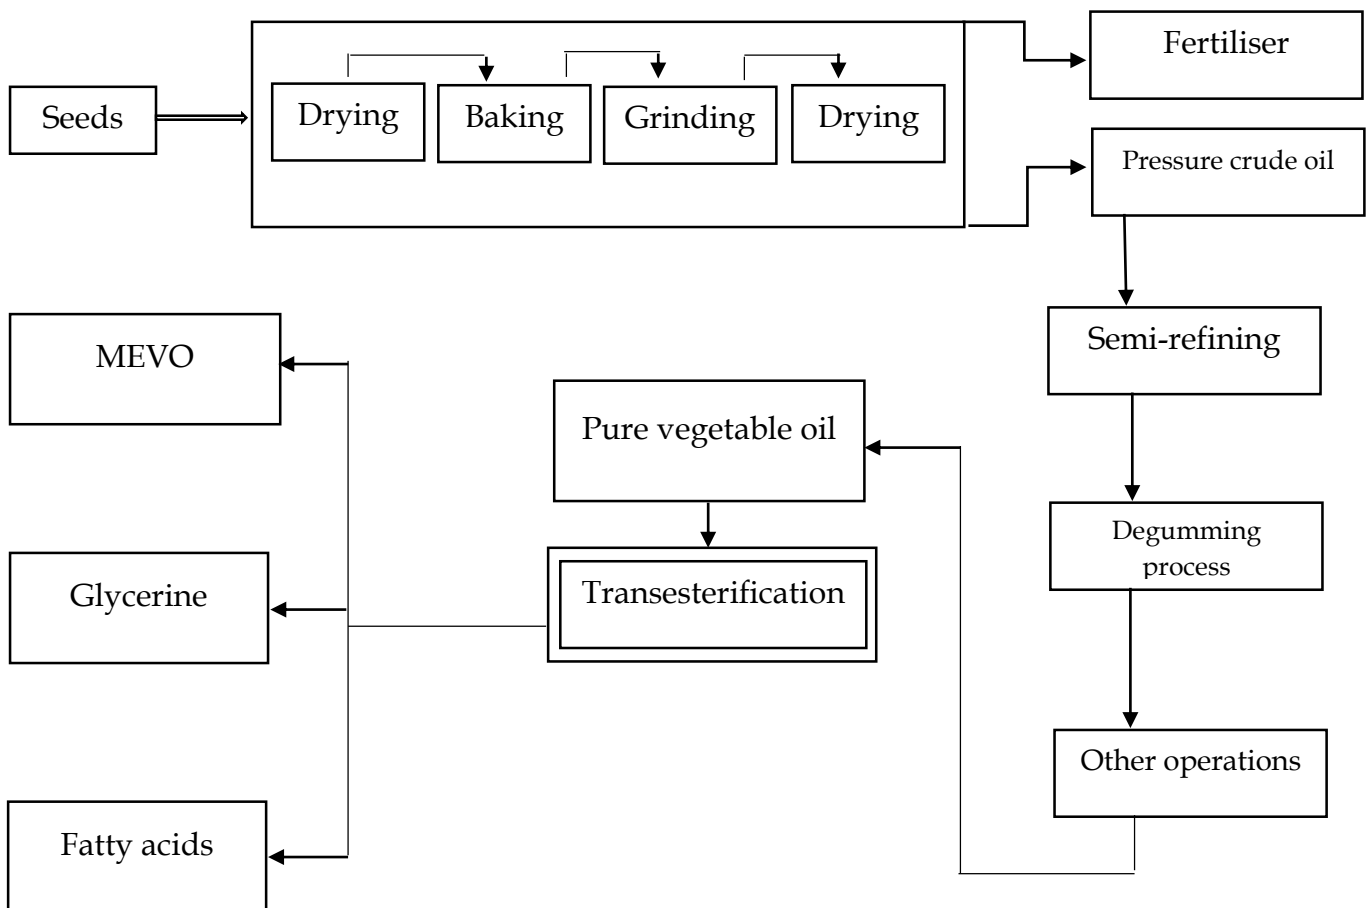 Seeds
Drying
Baking
Grinding
Drying
Fertiliser
Pressure crude oil
Semi-refining
Degumming
process
Other operations
Pure vegetable oil
Transesterification
MEVO
Glycerine
Fatty acids